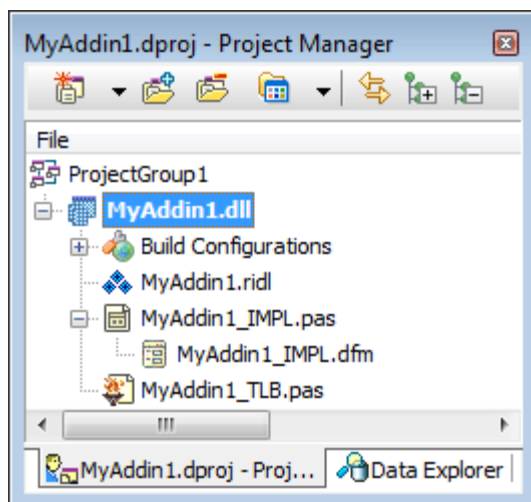 MyAddin1.dproj - Project Manager
File
ProjectGroup1
MyAddin1.dll
Build Configurations
MyAddin1.ridl
MyAddin1_IMPL.pas
MyAddin1_IMPL.dfm
MyAddin1_TLB.pas
MyAddin1.dproj - Proj... Data Explorer